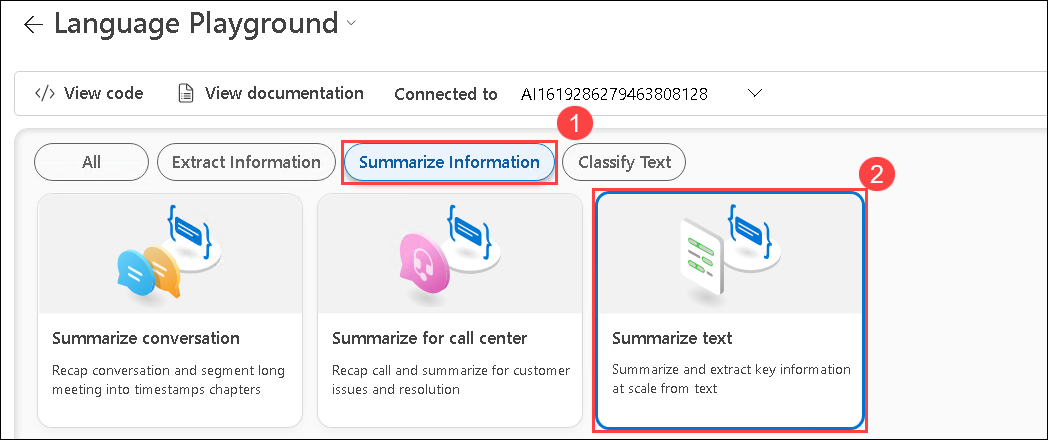 Language Playground
</> View code View documentation Connected to AI1619286279463808128
1
All Extract Information Summarize Information Classify Text
2
Summarize conversation
Recap conversation and segment long
meeting into timestamps chapters
Summarize for call center
Recap call and summarize for customer
issues and resolution
Summarize text
Summarize and extract key information
at scale from text